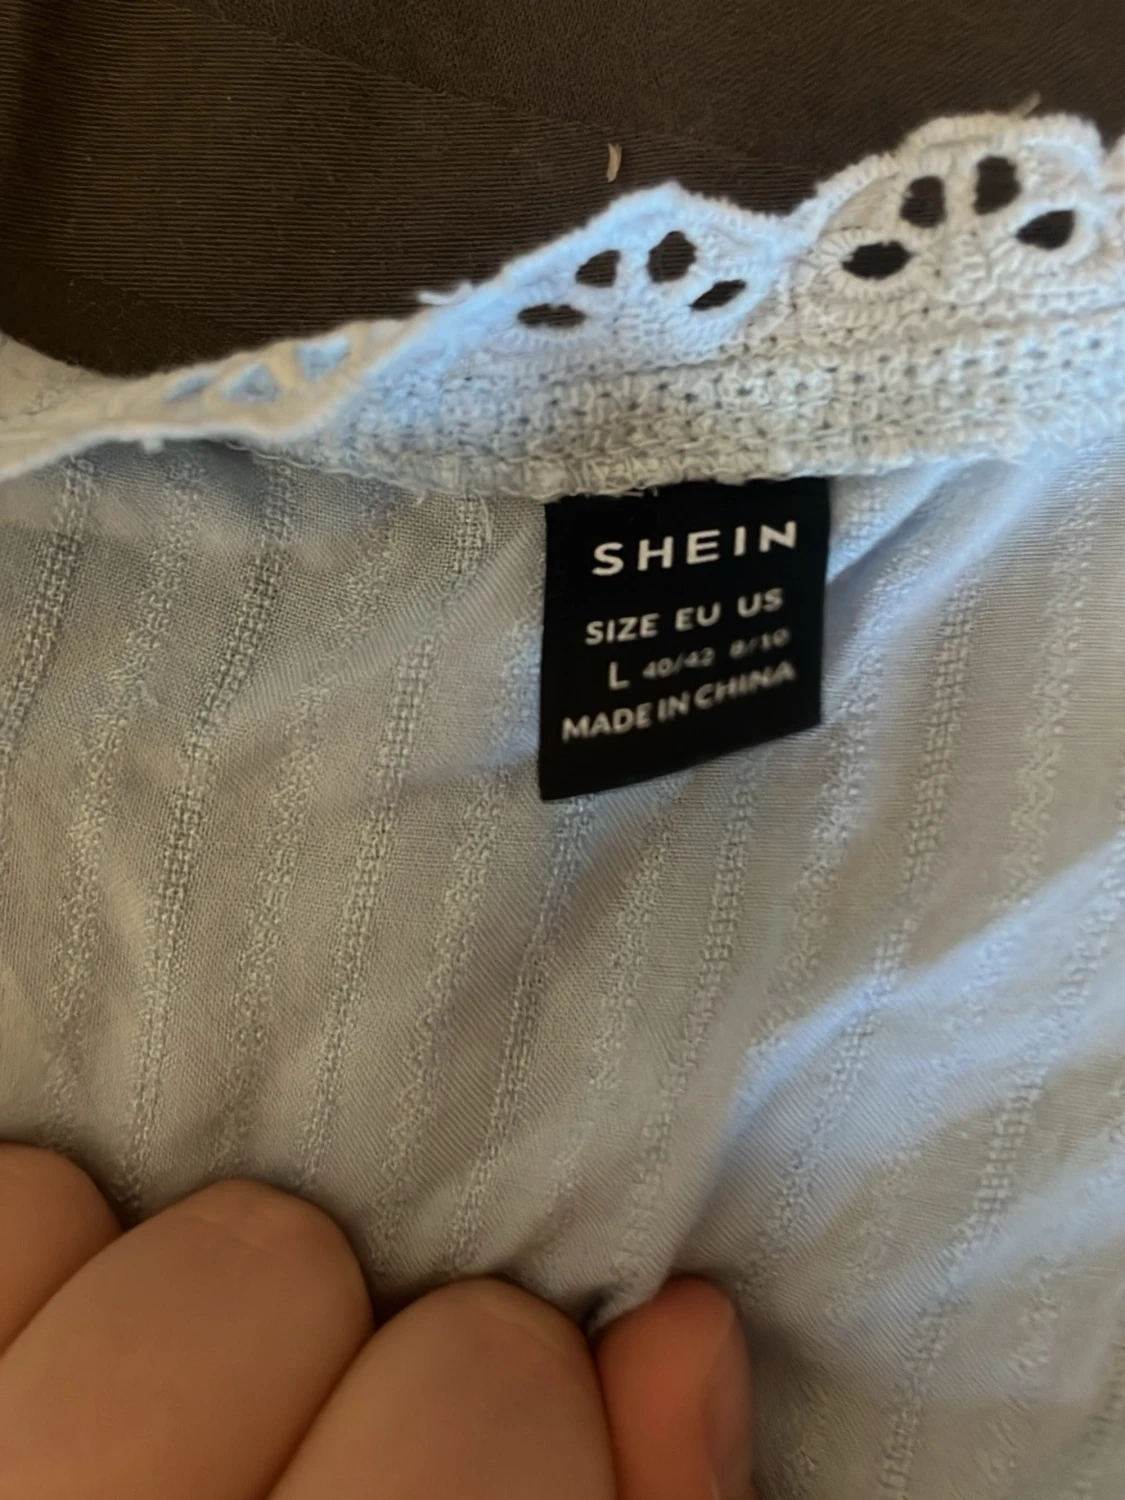 SHEIN
SIZE EU US
L 40/42 8/10
MADE IN CHINA